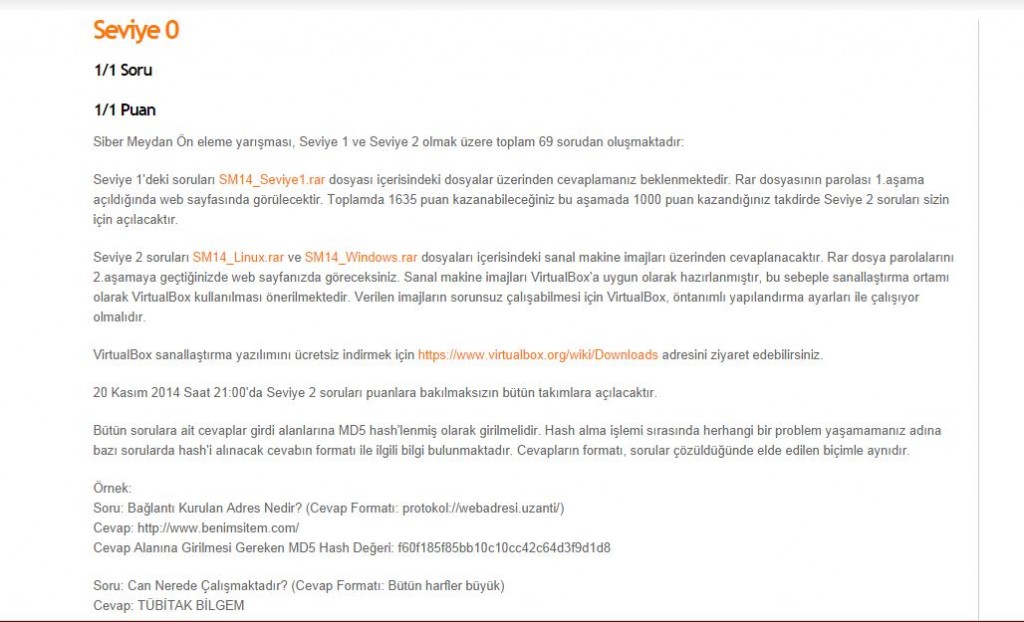 Seviye 0
1/1 Soru
1/1 Puan
Siber Meydan Ön eleme yarışması, Seviye 1 ve Seviye 2 olmak üzere toplam 69 sorudan oluşmaktadır:
Seviye 1'deki soruları SM14_Seviye1.rar dosyası içerisindeki dosyalar üzerinden cevaplamanız beklenmektedir. Rar dosyasının parolası 1.aşama
açıldığında web sayfasında görülecektir. Toplamda 1635 puan kazanabileceğiniz bu aşamada 1000 puan kazandığınız takdirde Seviye 2 soruları sizin
için açılacaktır.
Seviye 2 soruları SM14_Linux.rar ve SM14_Windows.rar dosyaları içerisindeki sanal makine imajları üzerinden cevaplanacaktır. Rar dosya parolalarını
2.aşamaya geçtiğinizde web sayfanızda göreceksiniz. Sanal makine imajları VirtualBox'a uygun olarak hazırlanmıştır, bu sebeple sanallaştırma ortamı
olarak VirtualBox kullanılması önerilmektedir. Verilen imajların sorunsuz çalışabilmesi için VirtualBox, öntanımlı yapılandırma ayarları ile çalışıyor
olmalıdır.
VirtualBox sanallaştırma yazılımını ücretsiz indirmek için https://www.virtualbox.org/wiki/Downloads adresini ziyaret edebilirsiniz.
20 Kasım 2014 Saat 21:00'da Seviye 2 soruları puanlara bakılmaksızın bütün takımlara açılacaktır.
Bütün sorulara ait cevaplar girdi alanlarına MD5 hash'lenmiş olarak girilmelidir. Hash alma işlemi sırasında herhangi bir problem yaşamamanız adına
bazı sorularda hash'i alınacak cevabın formatı ile ilgili bilgi bulunmaktadır. Cevapların formatı, sorular çözüldüğünde elde edilen biçimle aynıdır.
Örnek:
Soru: Bağlantı Kurulan Adres Nedir? (Cevap Formatı: protokol://webadresi.uzanti/)
Cevap: http://www.benimsitem.com/
Cevap Alanına Girilmesi Gereken MD5 Hash Değeri: f60f185f85bb10c10cc42c64d3f9d1d8
Soru: Can Nerede Çalışmaktadır? (Cevap Formatı: Bütün harfler büyük)
Cevap: TÜBİTAK BİLGEM